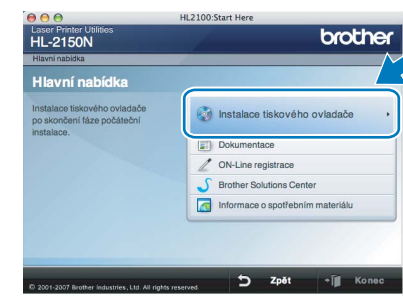 HL2100:Start Here
Laser Printer Utilities
HL-2150N
brother
Hlavní nabídka
Hlavní nabídka
Instalace tiskového ovladače
po skončení fáze počáteční
instalace.
Instalace tiskového ovladače
Dokumentace
ON-Line registrace
Brother Solutions Center
Informace o spotřebním materiálu
© 2001-2007 Brother Industries, Ltd. All rights reserved.
Zpět
Konec